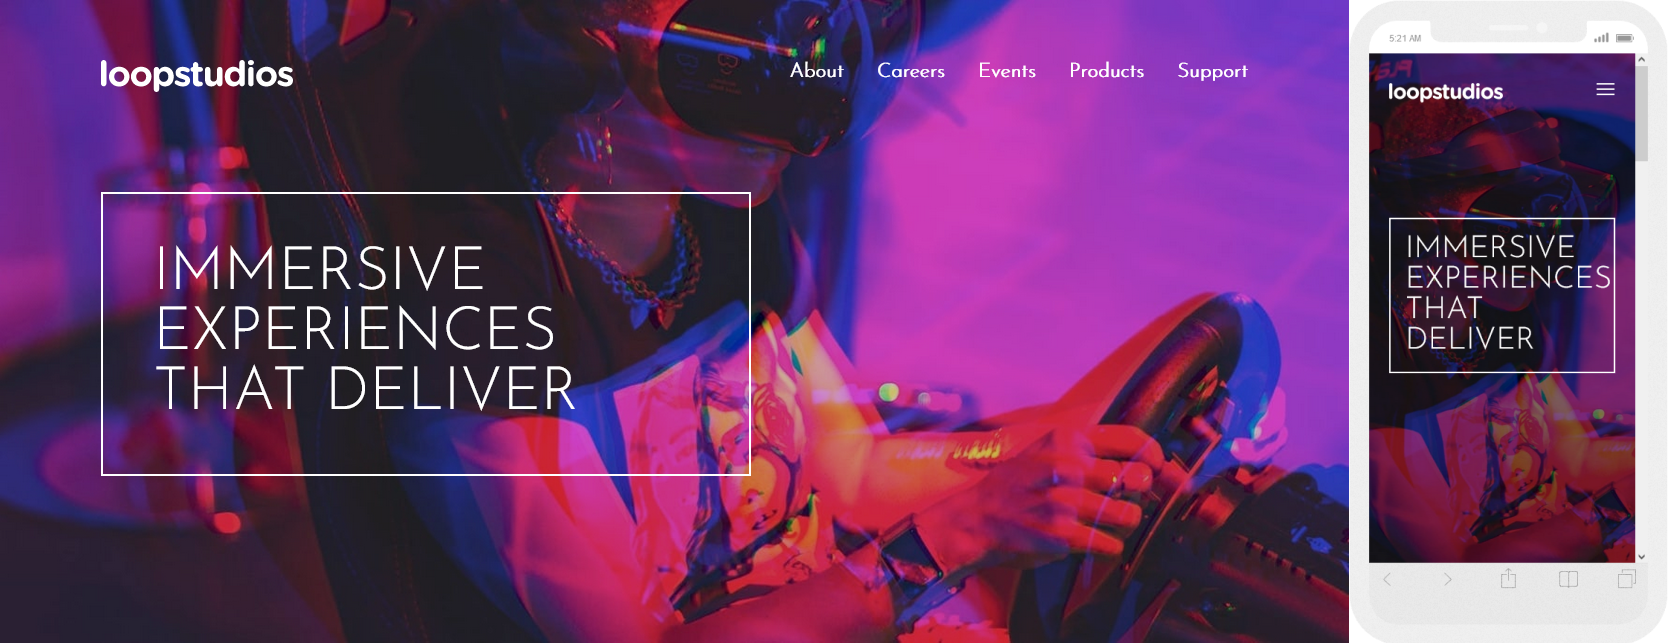 loopstudios
About Careers Events Products Support
IMMERSIVE
EXPERIENCES
THAT DELIVER
5:21 AM
loopstudios
IMMERSIVE
EXPERIENCES
THAT
DELIVER